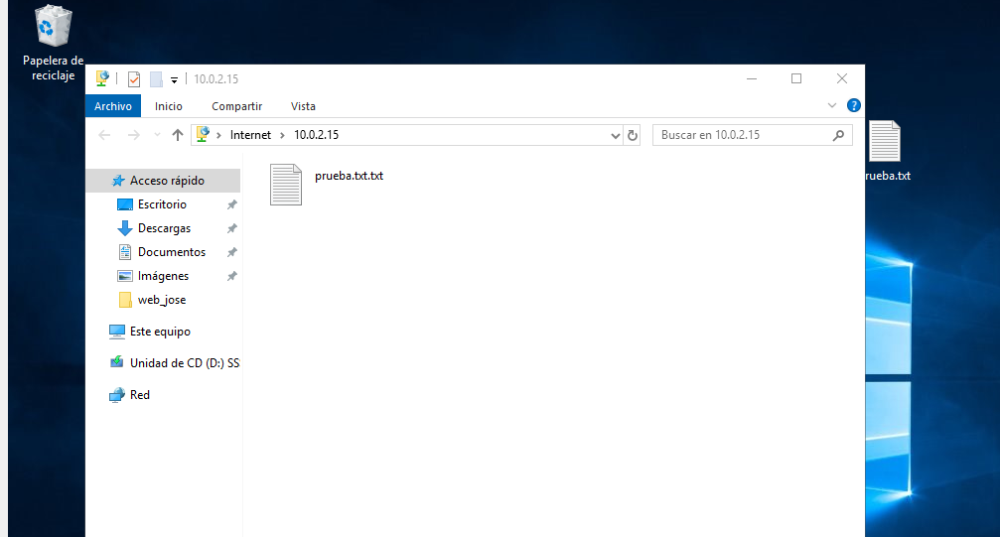 Papelera de
reciclaje
10.0.2.15
Archivo
Inicio
Compartir
Vista
Internet
10.0.2.15
Buscar en 10.0.2.15
Acceso rápido
Escritorio
Descargas
Documentos
Imágenes
web_jose
Este equipo
Unidad de CD (D:) SS
Red
prueba.txt.txt
rueba.txt